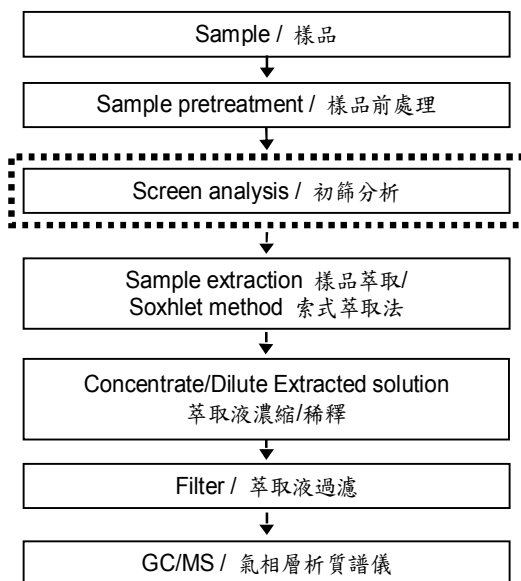 Sample / 樣品
Sample pretreatment / 樣品前處理
Screen analysis / 初篩分析
Sample extraction 樣品萃取/
Soxhlet method 索式萃取法
Concentrate/Dilute Extracted solution
萃取液濃縮/稀釋
Filter / 萃取液過濾
GC/MS / 氣相層析質譜儀